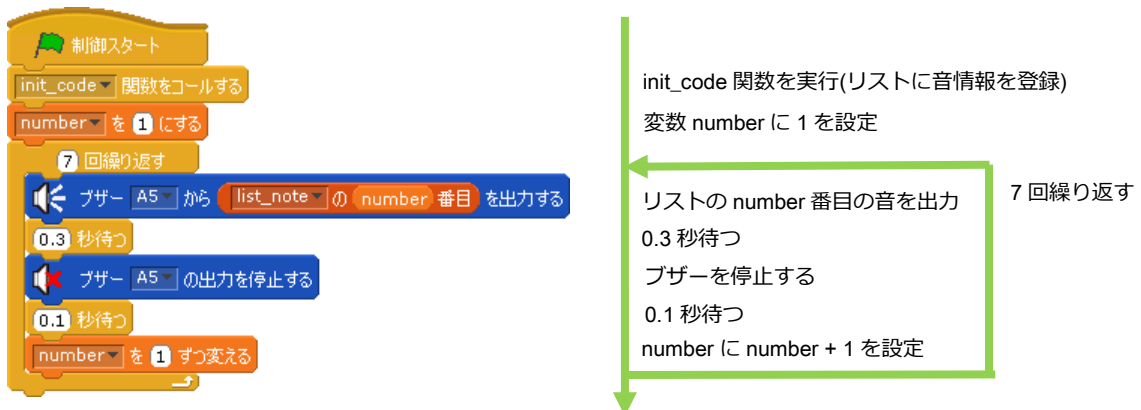 制御スタート
init_code 関数をコールする
number を 1 にする
7 回繰り返す
ブザー A5 から list_note の number 番目 を出力する
0.3 秒待つ
ブザー A5 の出力を停止する
0.1 秒待つ
number を 1 ずつ変える
init_code 関数を実行(リストに音情報を登録)
変数 number に 1 を設定
リストの number 番目の音を出力
0.3 秒待つ
ブザーを停止する
0.1 秒待つ
number に number + 1 を設定
7 回繰り返す